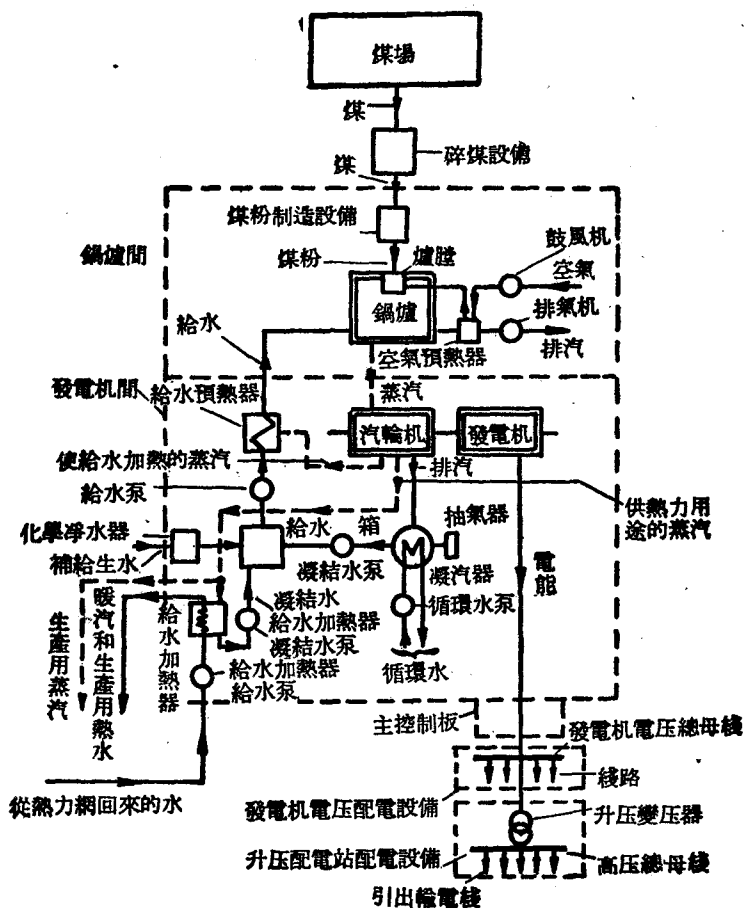 煤場
煤
碎煤設備
煤
煤粉制造設備
鍋爐間
煤粉
爐膛
鼓風机
空氣
鍋爐
排氣机
給水
空氣預熱器
排汽
發電机間
給水預熱器
蒸汽
汽輪机
發電机
使給水加熱的蒸汽
排汽
給水泵
供熱力用
途的蒸汽
化學凈水器
給水
箱
抽氣器
補給生水
凝結水泵
凝汽器
電能
生產用蒸汽
暖汽和生產用熱水
給水加熱器
凝結水
給水加熱器
凝結水泵
循環水泵
給水加熱器
給水泵
循環水
主控制板
發電机電压總母綫
线路
從熱力網回來的水
發電机電压配電設備
升压變压器
升压配電站配電設備
高压總母綫
引出輸電綫